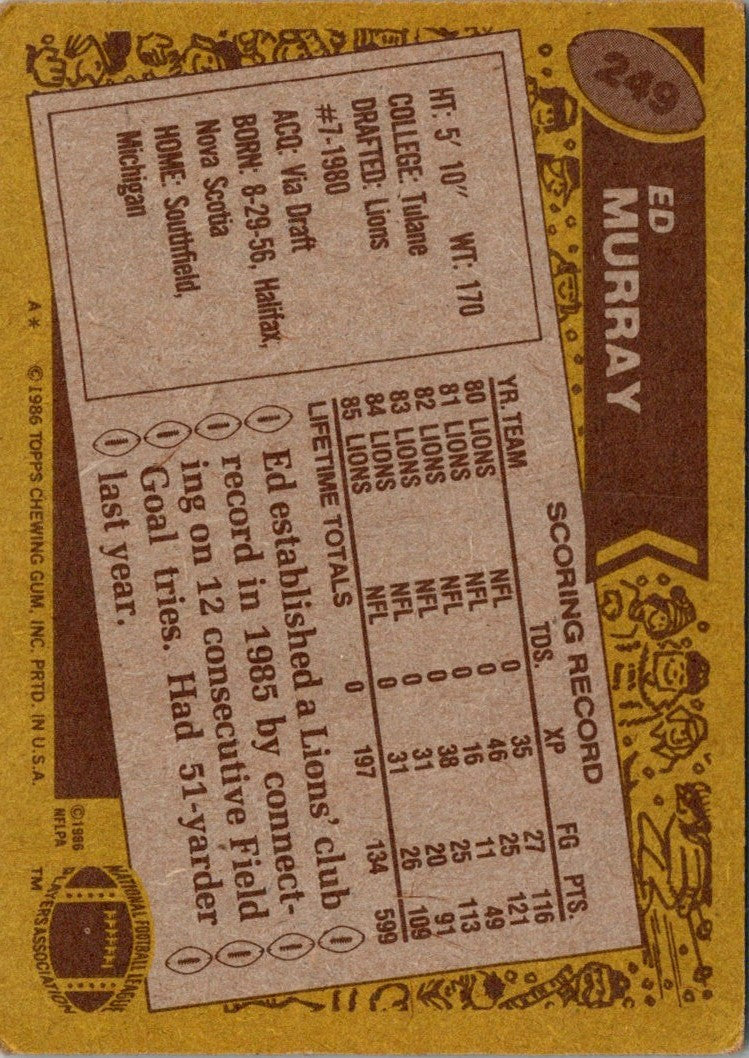 249
ED
MURRAY
HT: 5' 10" WT: 170
COLLEGE: Tulane
DRAFTED: Lions
#7-1980
ACQ: Via Draft
BORN: 8-29-56, Halifax,
Nova Scotia
HOME: Southfield,
Michigan
SCORING RECORD
YR. TEAM TDS. XP FG PTS.
80 LIONS NFL 0 35 27 116
81 LIONS NFL 0 46 25 121
82 LIONS NFL 0 16 11 49
83 LIONS NFL 0 38 25 113
84 LIONS NFL 0 31 20 91
85 LIONS NFL 0 31 26 109
LIFETIME TOTALS 0 197 134 599
Ed established a Lions' club
record in 1985 by connect-
ing on 12 consecutive Field
Goal tries. Had 51-yarder
last year.
A* © 1986 TOPPS CHEWING GUM, INC. PRTD. IN U.S.A.
© 1986
NFLPA
NATIONAL FOOTBALL LEAGUE
PLAYERS ASSOCIATION
TM